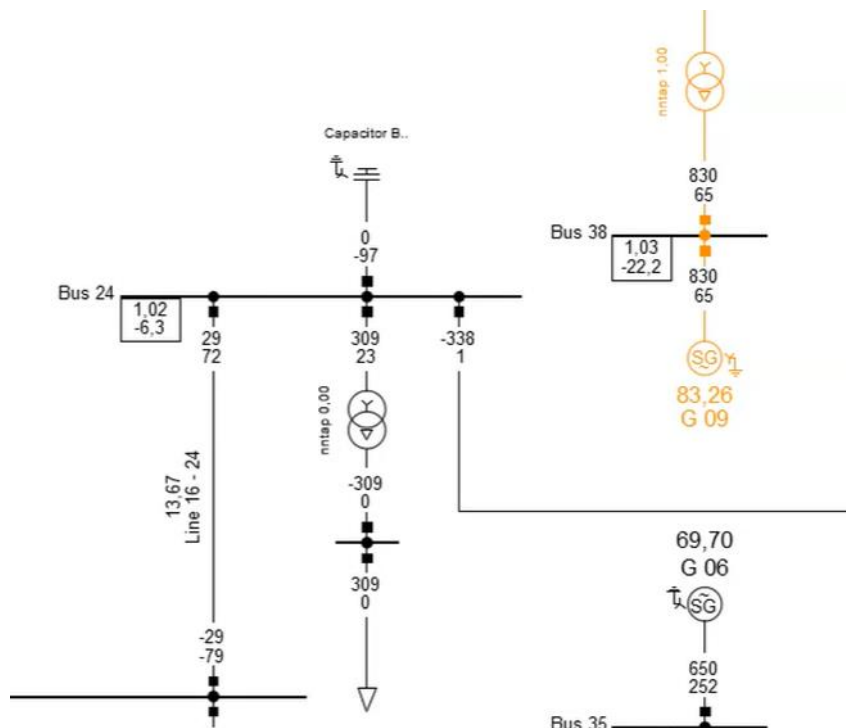 nntap 1,00
Capacitor B..
830
65
0
-97
Bus 38
1,03
-22,2
830
65
Bus 24
1,02
-6,3
29
72
309
23
-338
1
SG
83,26
G 09
nntap 0,00
13,67
Line 16 - 24
-309
0
69,70
G 06
309
0
SG
-29
-79
650
252
Bus 35